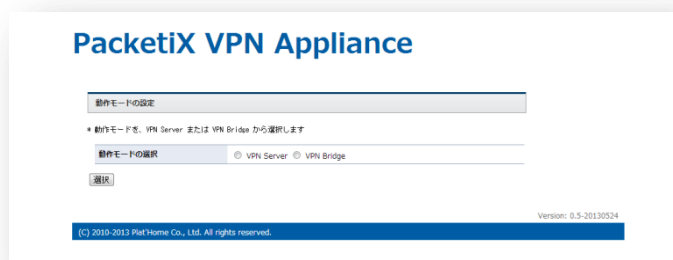 PacketiX VPN Appliance
動作モードの設定
* 動作モードを、VPN Server または VPN Bridge から選択します
動作モードの選択 VPN Server VPN Bridge
選択
Version: 0.5-20130524
(C) 2010-2013 Plat'Home Co., Ltd. All rights reserved.